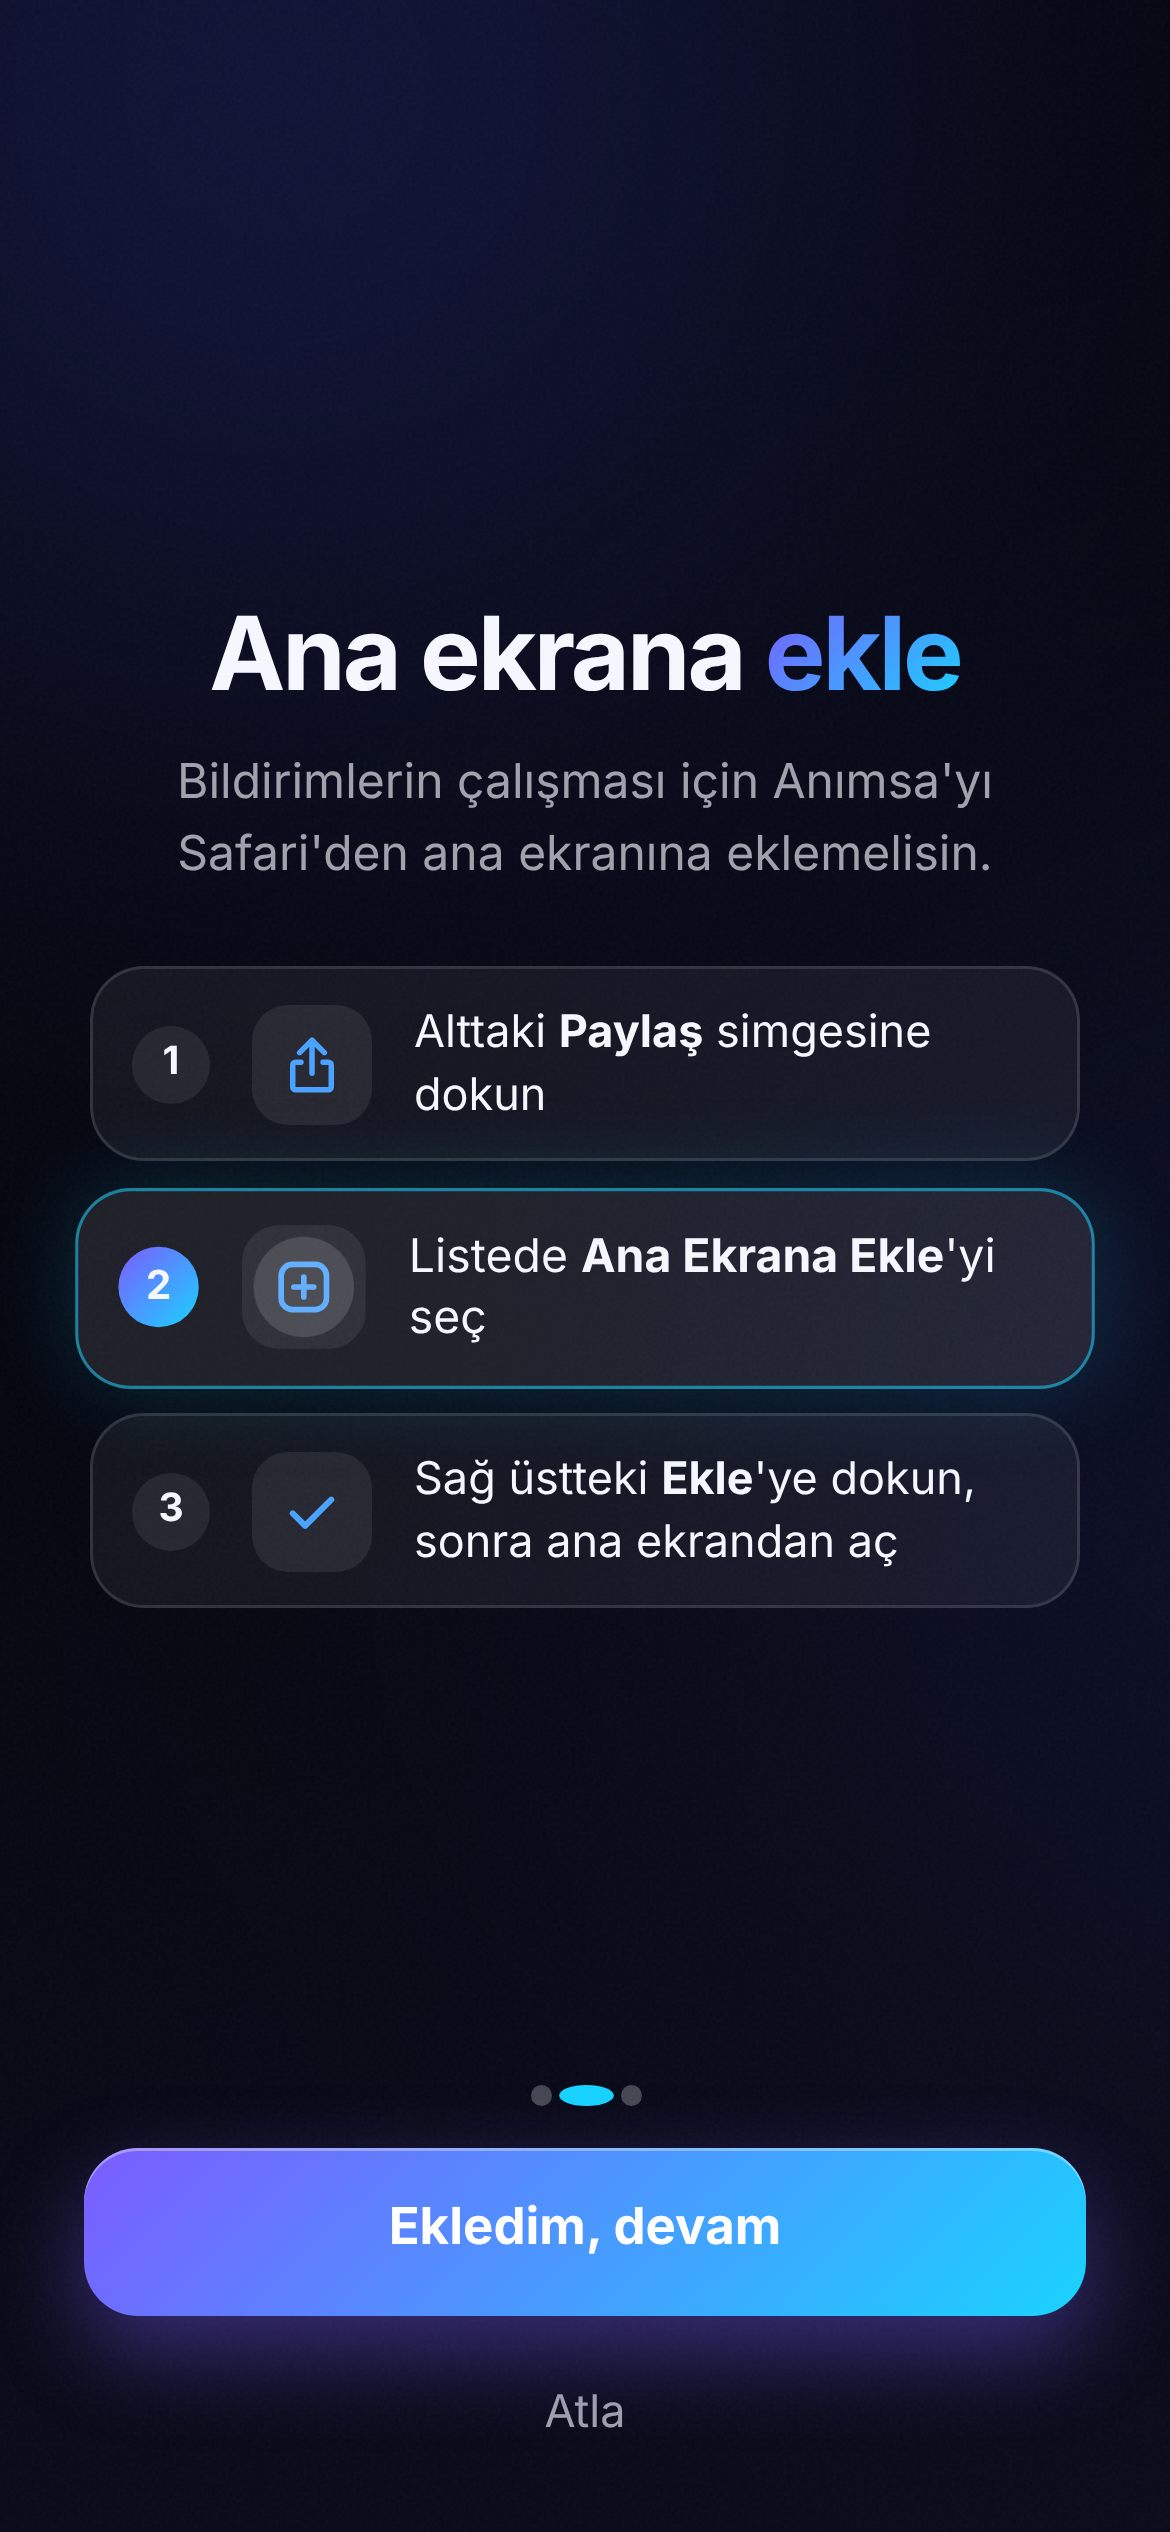 Ana ekrana ekle
Bildirimlerin çalışması için Anımsa'yı
Safari'den ana ekranına eklemelisin.
1
Alttaki Paylaş simgesine
dokun
2
Listede Ana Ekrana Ekle'yi
seç
3
Sağ üstteki Ekle'ye dokun,
sonra ana ekrandan aç
Ekledim, devam
Atla